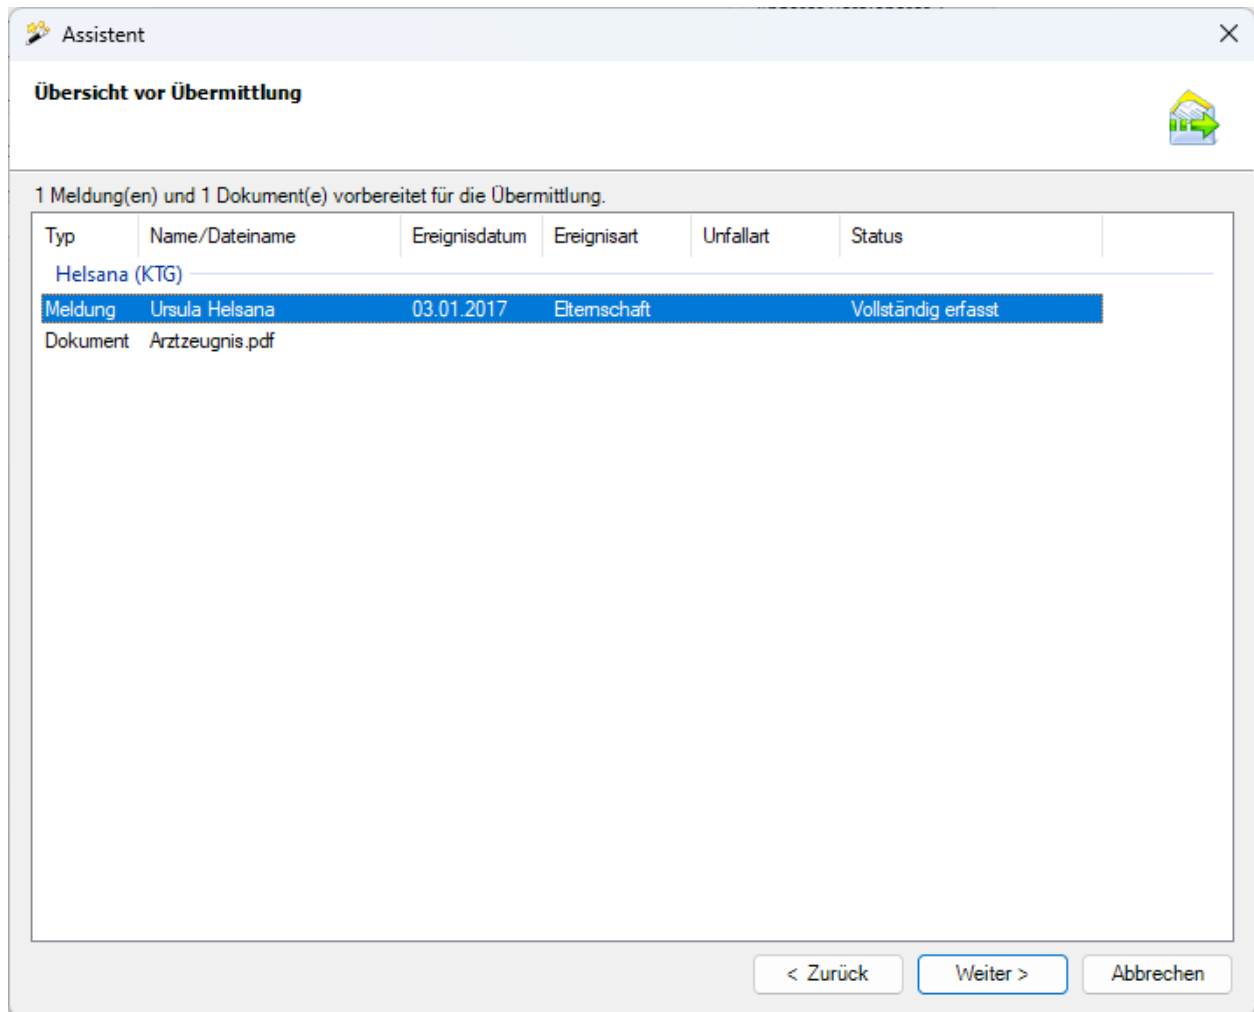 Assistent
Übersicht vor Übermittlung
1 Meldung(en) und 1 Dokument(e) vorbereitet für die Übermittlung.
Typ Name/Dateiname Ereignisdatum Ereignisart Unfallart Status
Helsana (KTG)
Meldung Ursula Helsana 03.01.2017 Elternschaft Vollständig erfasst
Dokument Arztzeugnis.pdf
< Zurück Weiter > Abbrechen